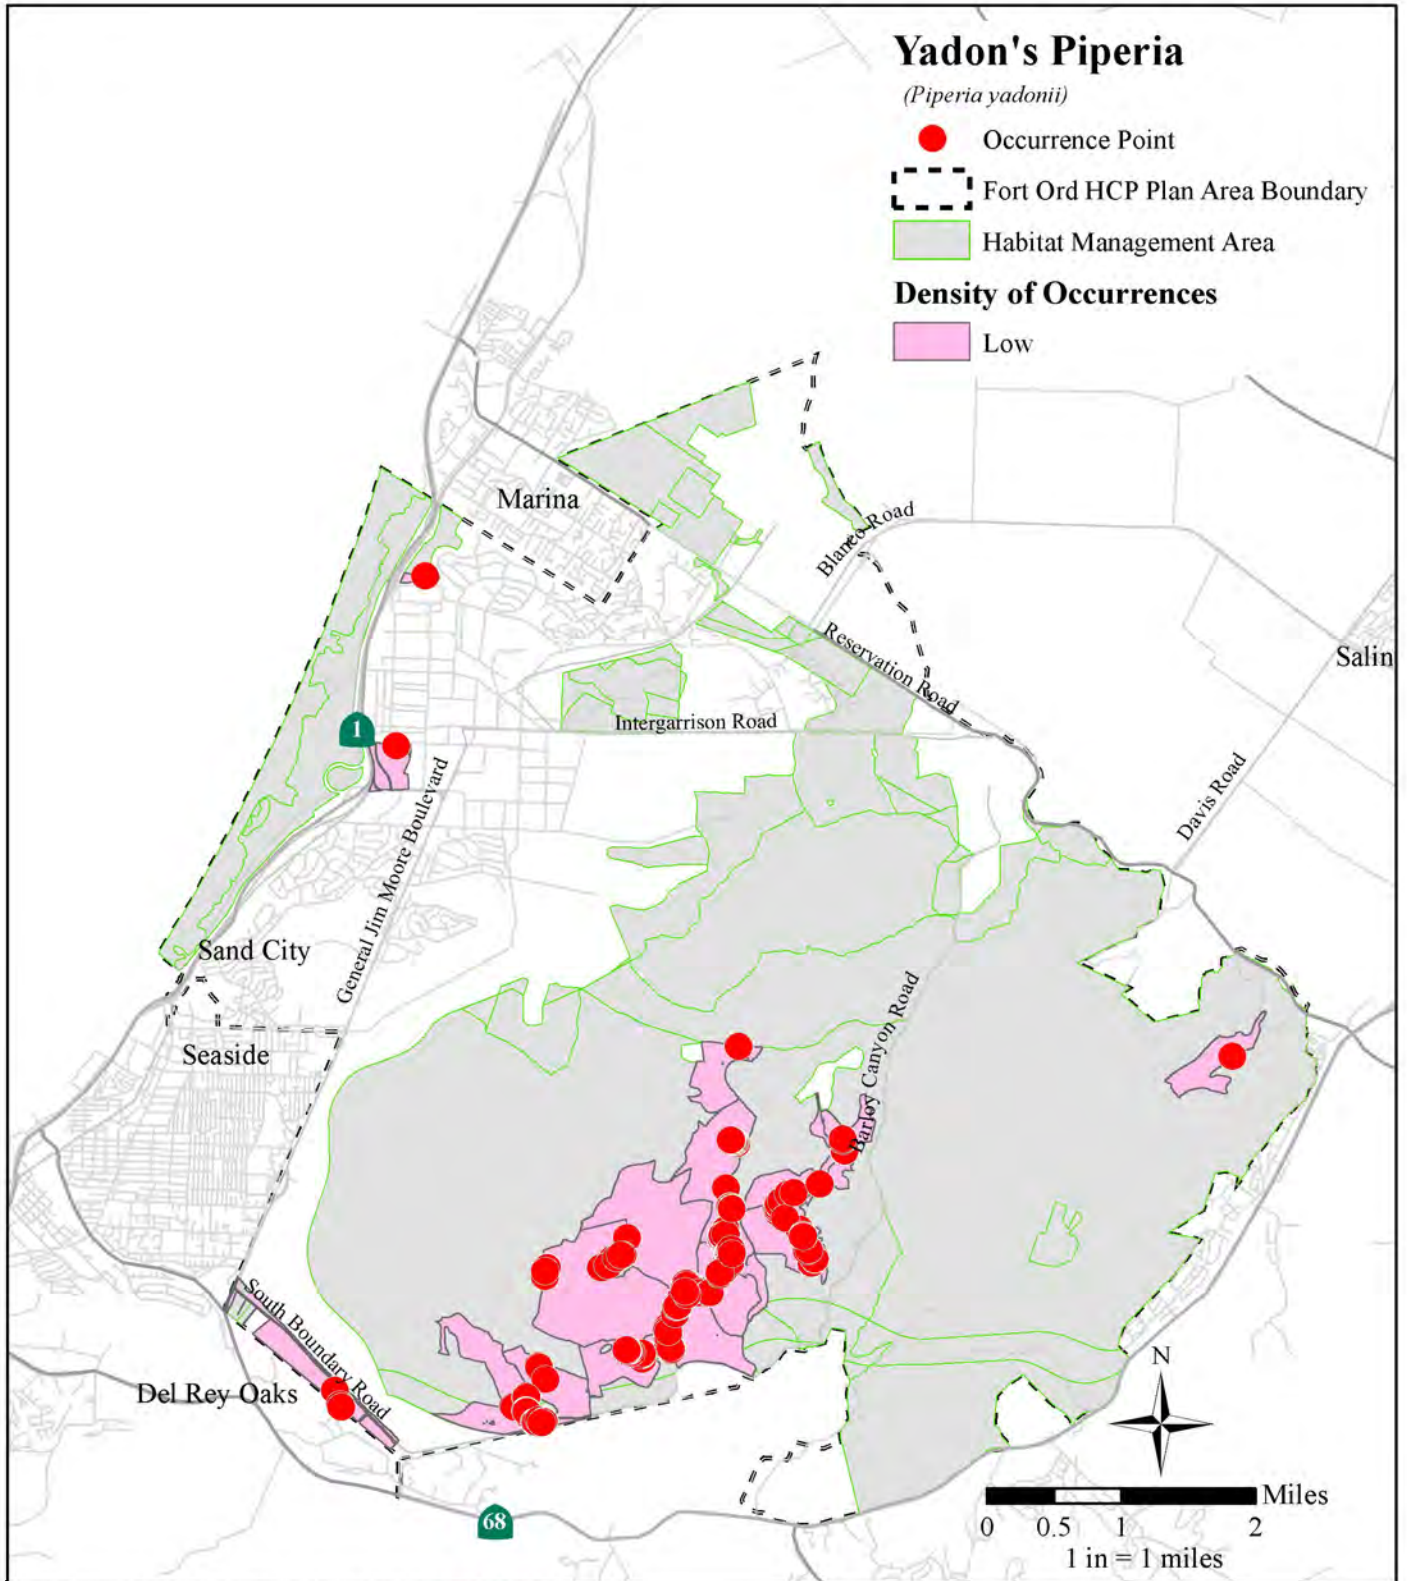 Yadon's Piperia
(Piperia yadonii)
Occurrence Point
Fort Ord HCP Plan Area Boundary
Habitat Management Area
Density of Occurrences
Low
Marina
Blanco Road
Reservation Road
Salin
Intergarrison Road
1
General Jim Moore Boulevard
Davis Road
Sand City
Seaside
Barloy Canyon Road
South Boundary Road
Del Rey Oaks
N
68
Miles
0 0.5 1 2
1 in = 1 miles